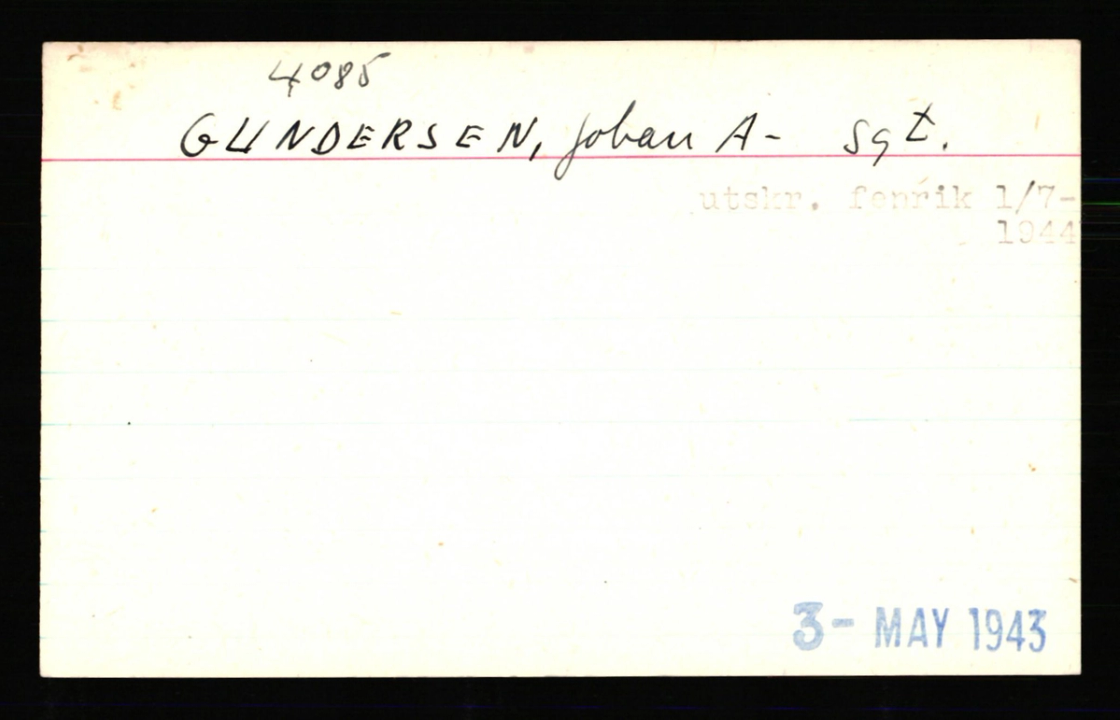 4085
GUNDERSEN, Johan A- Sgt.
utskr. fenrik 1/7-
1944
3- MAY 1943